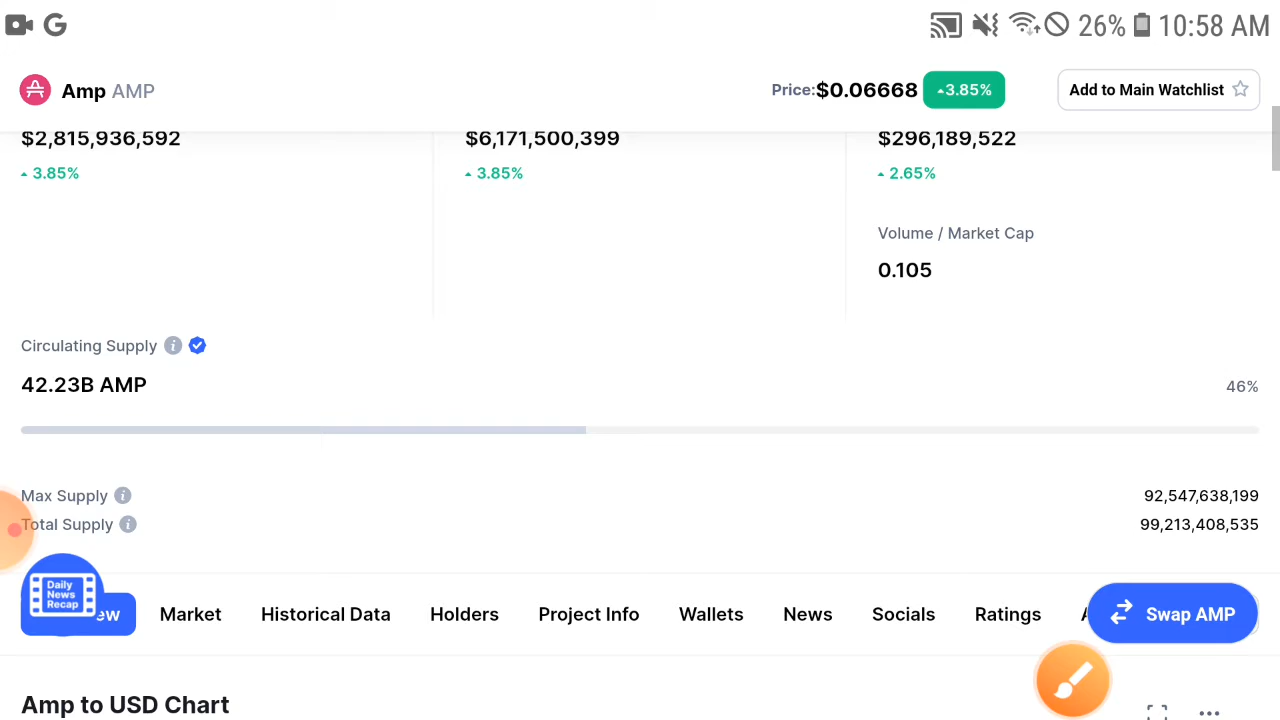 26% 10:58 AM
Amp AMP Price:$0.06668 3.85% Add to Main Watchlist
$2,815,936,592 $6,171,500,399 $296,189,522
3.85% 3.85% 2.65%
Volume / Market Cap
0.105
Circulating Supply
42.23B AMP 46%
Max Supply 92,547,638,199
Total Supply 99,213,408,535
Daily
News
Recap
ew Market Historical Data Holders Project Info Wallets News Socials Ratings Swap AMP
Amp to USD Chart